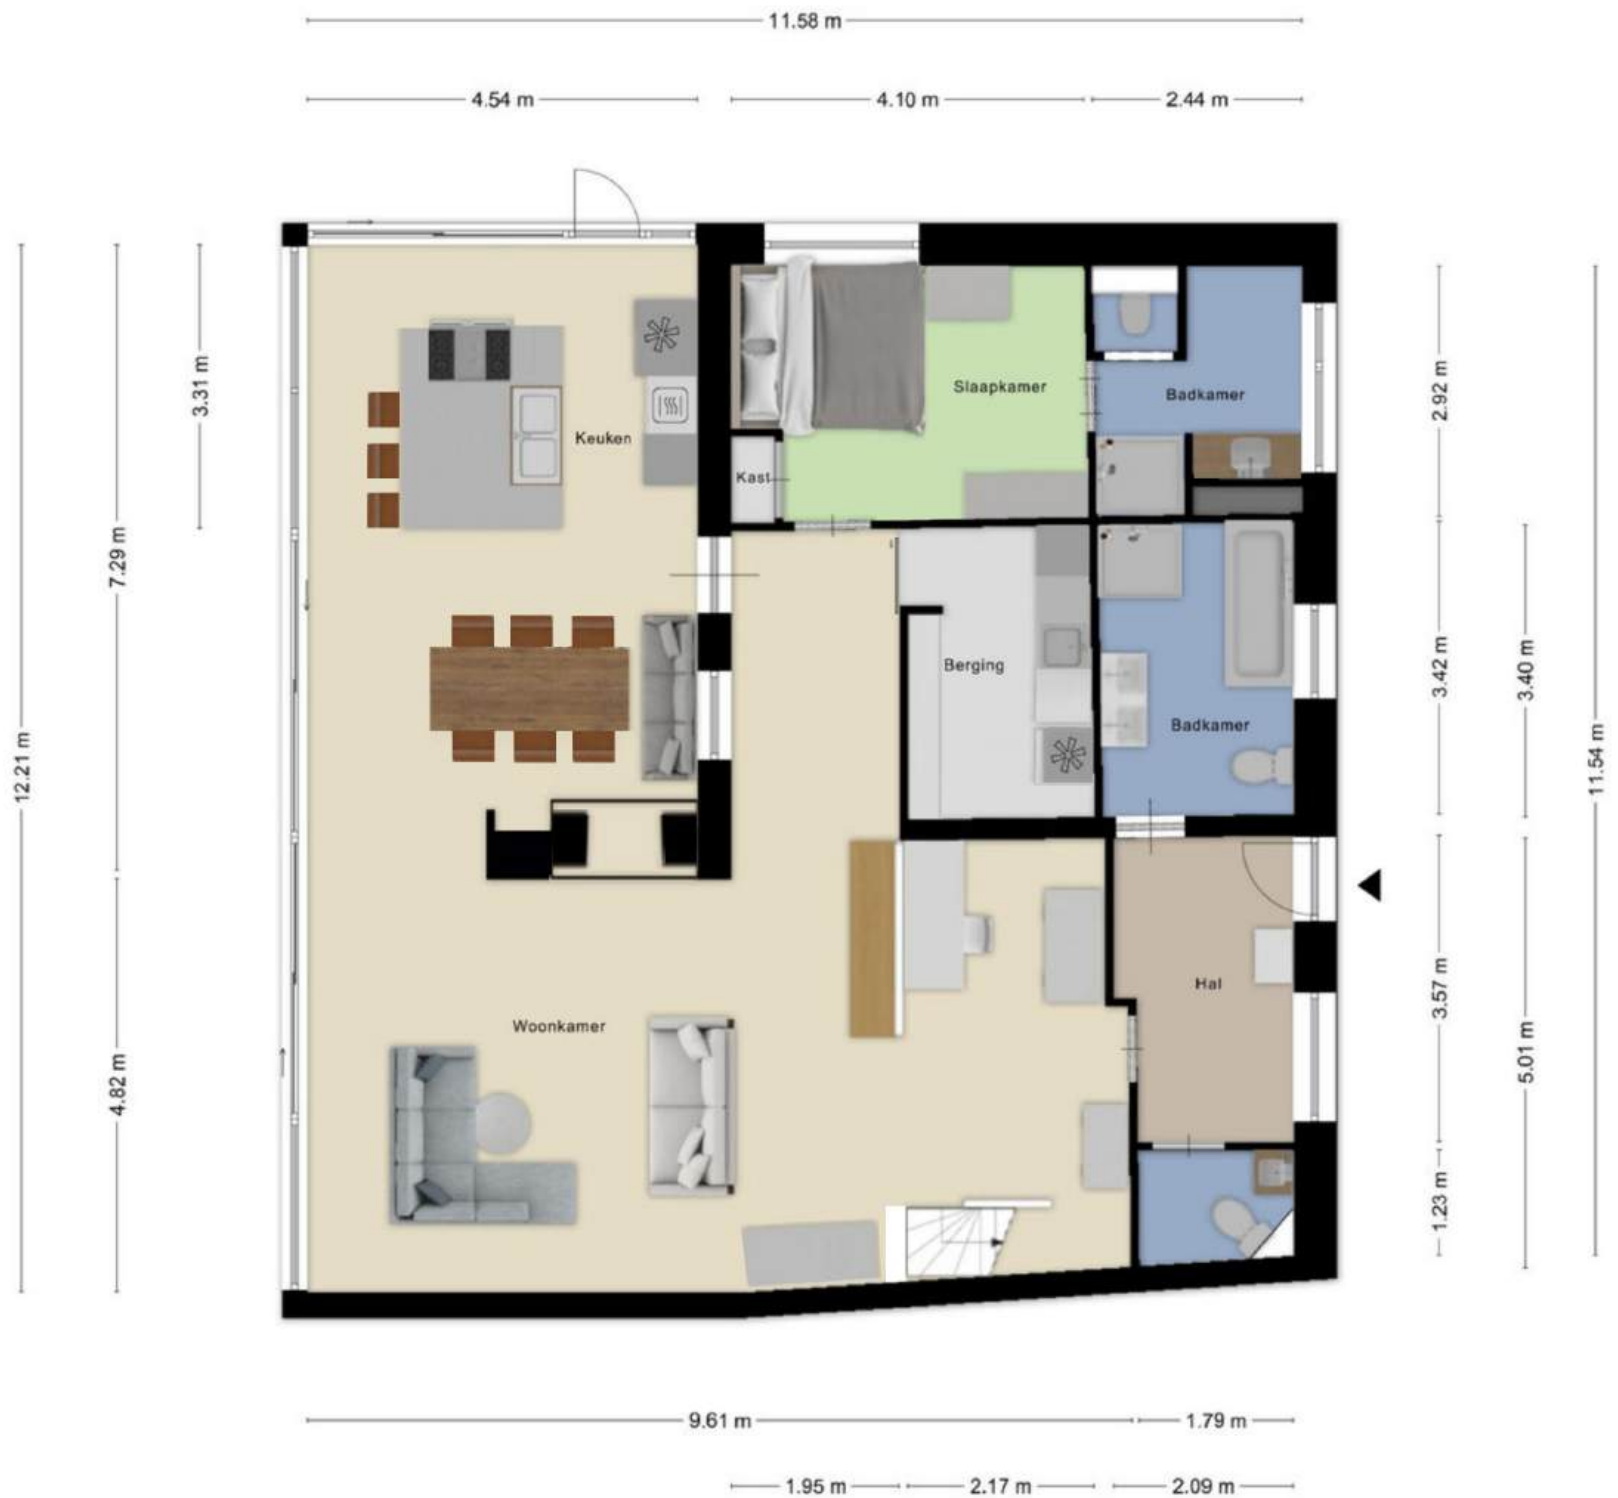 11.58 m
4.54 m
4.10 m
2.44 m
12.21 m
7.29 m
3.31 m
4.82 m
Slaapkamer
Badkamer
Keuken
Kast
Berging
Badkamer
Hal
Woonkamer
2.92 m
3.42 m
3.40 m
11.54 m
3.57 m
5.01 m
1.23 m
9.61 m
1.79 m
1.95 m
2.17 m
2.09 m